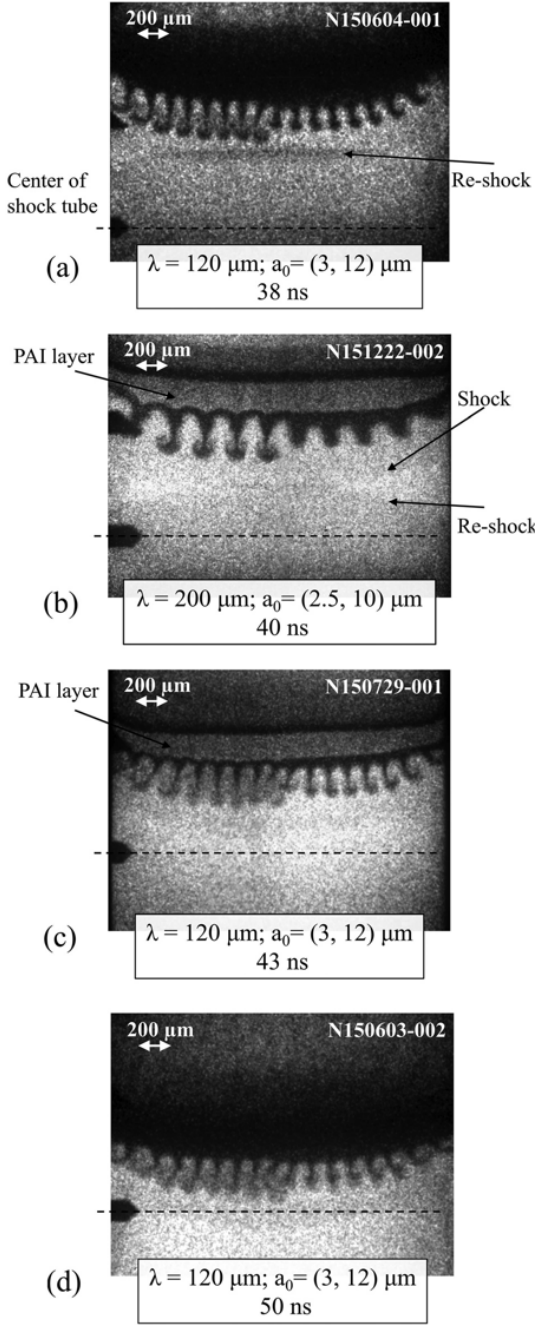 200 µm
N150604-001
Re-shock
Center of
shock tube
(a)
λ = 120 µm; a₀= (3, 12) µm
38 ns
200 µm
N151222-002
PAI layer
Shock
Re-shock
(b)
λ = 200 µm; a₀= (2.5, 10) µm
40 ns
200 µm
N150729-001
PAI layer
(c)
λ = 120 µm; a₀= (3, 12) µm
43 ns
200 µm
N150603-002
(d)
λ = 120 µm; a₀= (3, 12) µm
50 ns